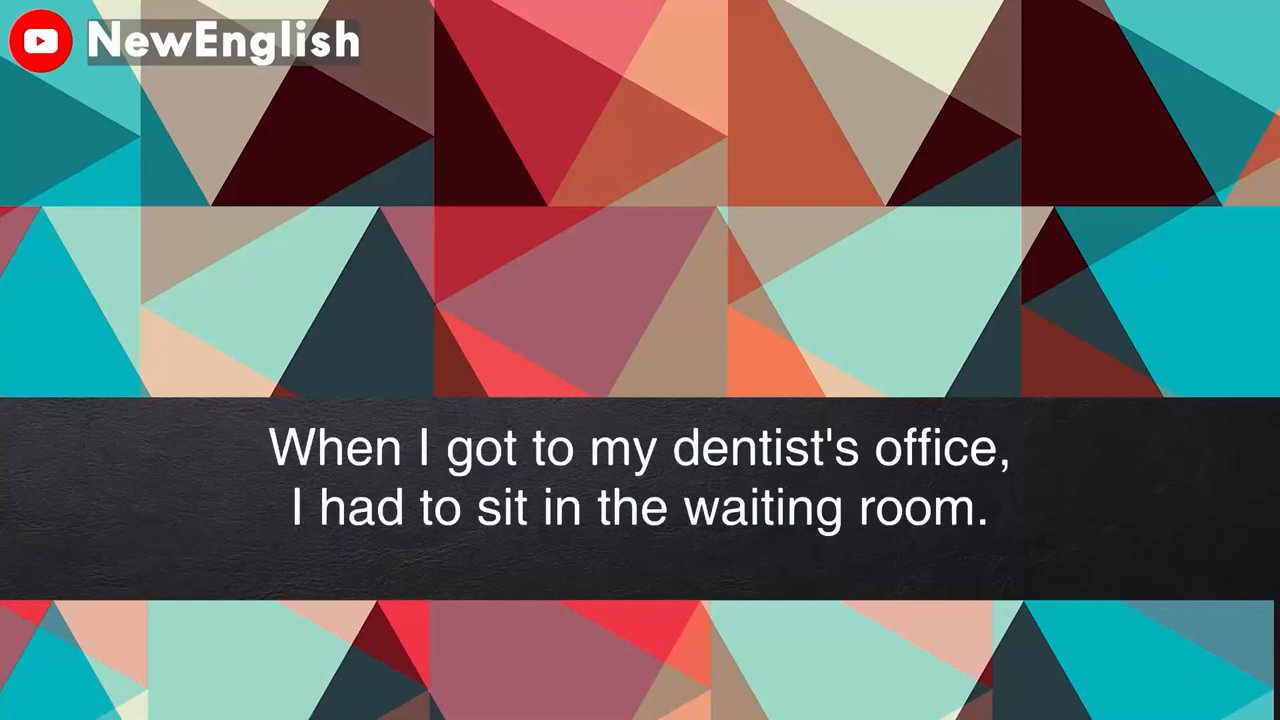 NewEnglish
When I got to my dentist's office,
I had to sit in the waiting room.